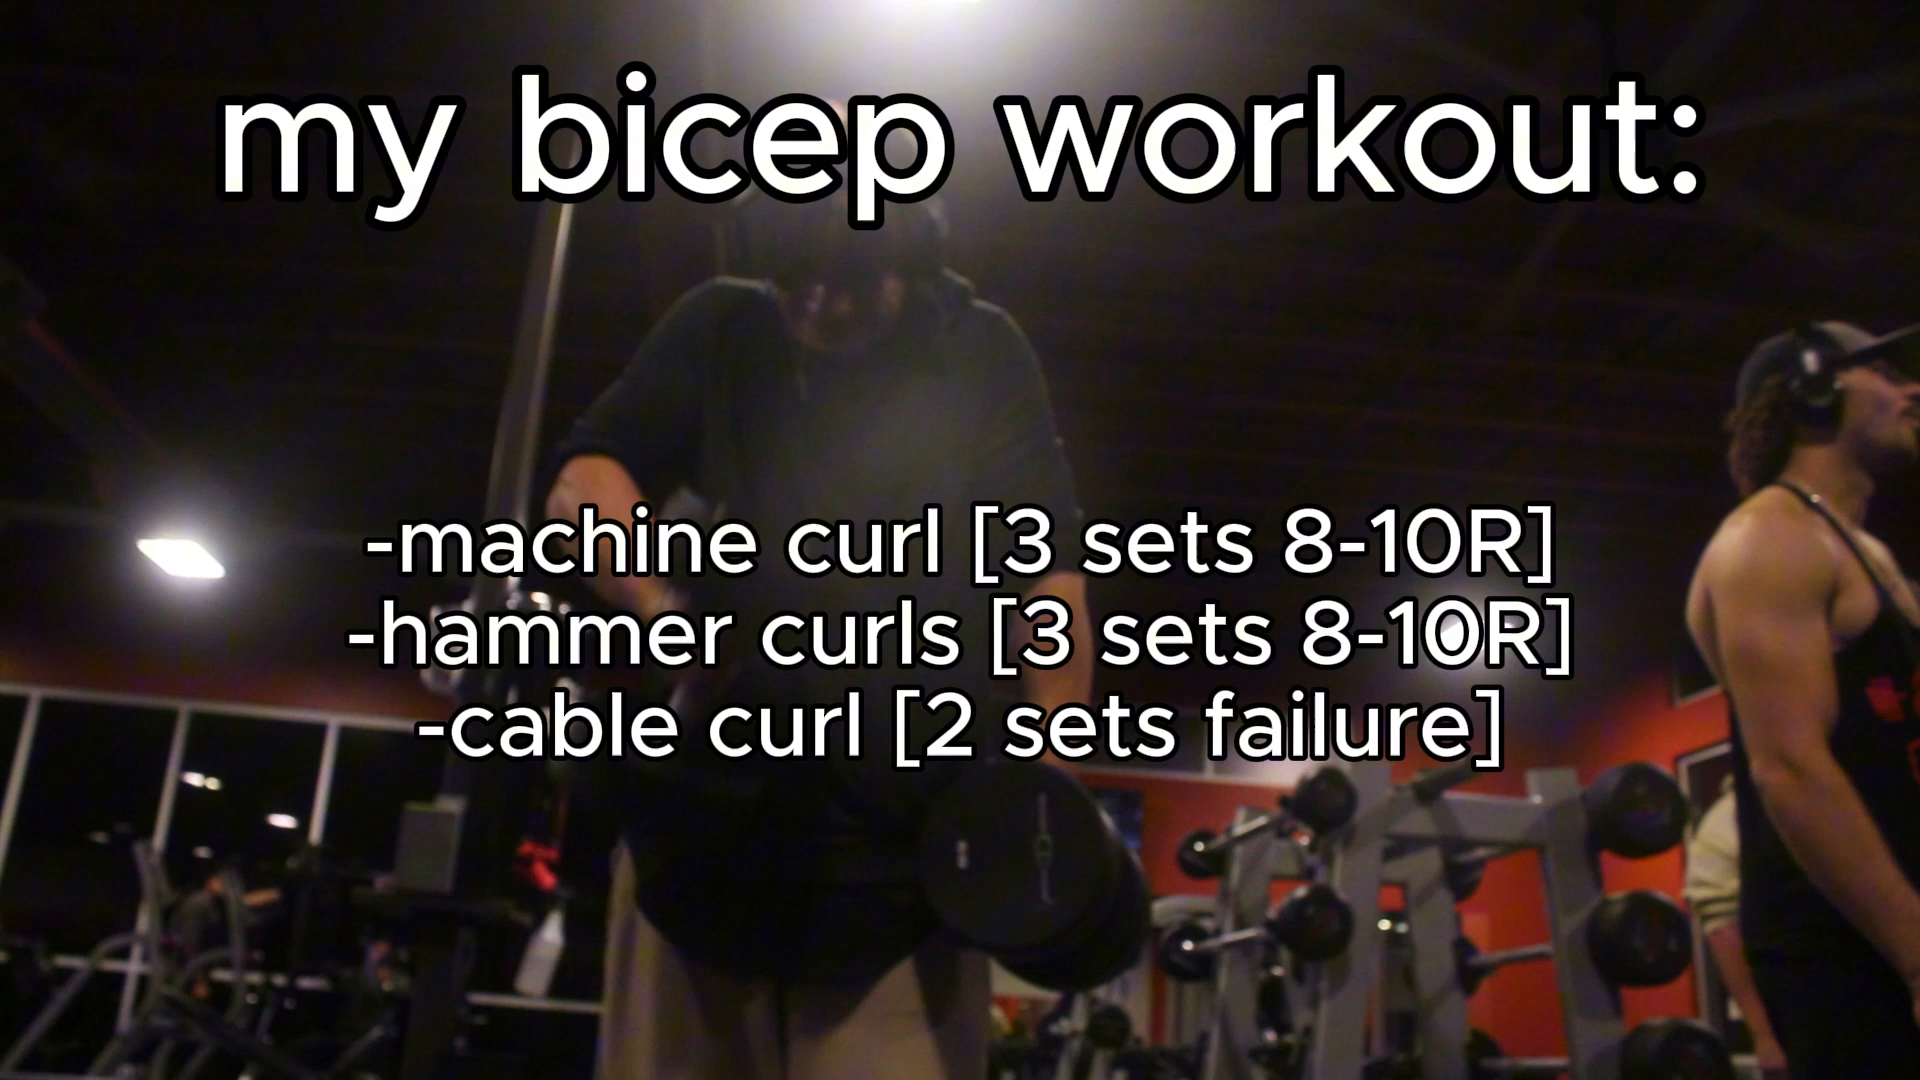 my bicep workout:
-machine curl [3 sets 8-10R]
-hammer curls [3 sets 8-10R]
-cable curl [2 sets failure]